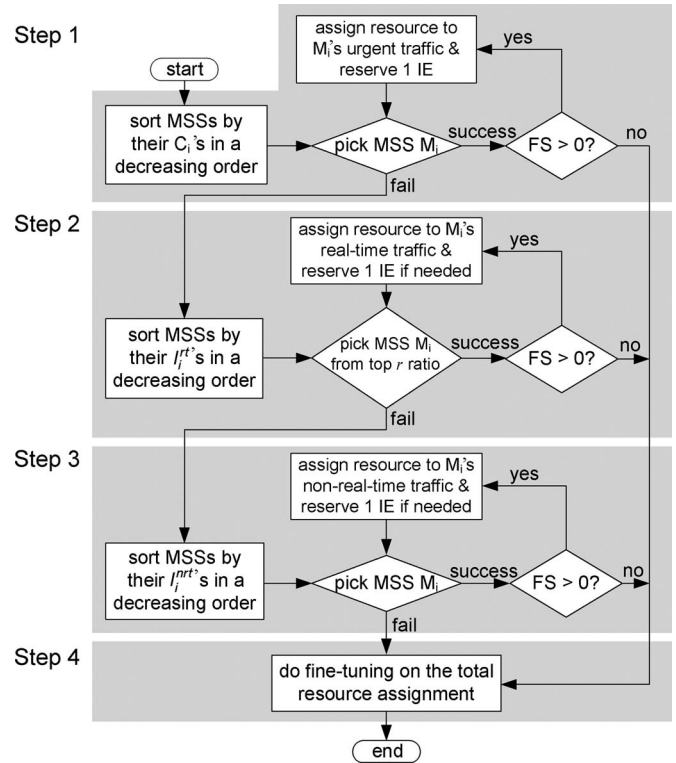 Step 1
start
assign resource to
Mᵢ's urgent traffic &
reserve 1 IE
yes
sort MSSs by
their Cᵢ's in a
decreasing order
pick MSS Mᵢ
success
FS > 0?
no
fail
Step 2
assign resource to Mᵢ's
real-time traffic &
reserve 1 IE if needed
yes
sort MSSs by
their Iᵢʳᵗ's in a
decreasing order
pick MSS Mᵢ
from top r ratio
success
FS > 0?
no
fail
Step 3
assign resource to Mᵢ's
non-real-time traffic &
reserve 1 IE if needed
yes
sort MSSs by
their Iᵢⁿʳᵗ's in a
decreasing order
pick MSS Mᵢ
success
FS > 0?
no
fail
Step 4
do fine-tuning on the total
resource assignment
end